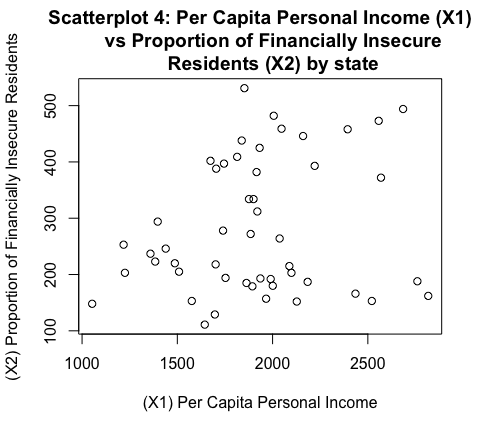 Scatterplot 4: Per Capita Personal Income (X1)
vs Proportion of Financially Insecure
Residents (X2) by state
(X2) Proportion of Financially Insecure Residents
500
400
300
200
100
1000 1500 2000 2500
(X1) Per Capita Personal Income